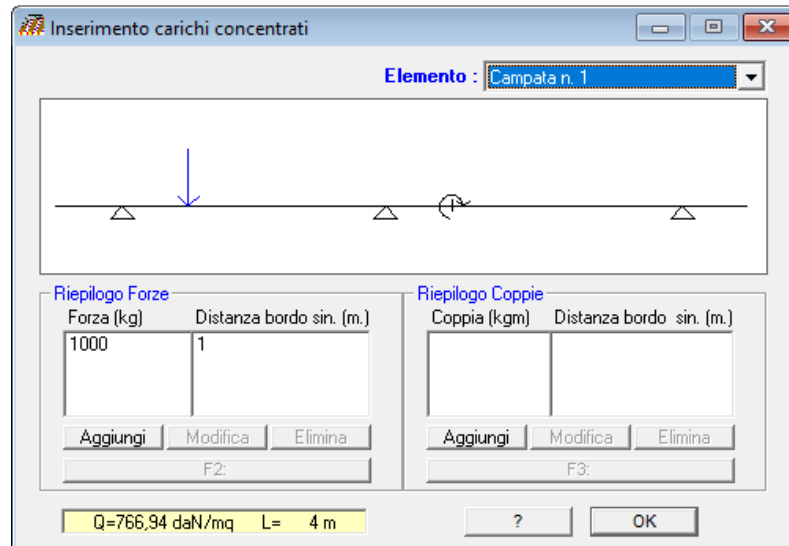 Inserimento carichi concentrati
Elemento : Campata n. 1
Riepilogo Forze
Forza (kg) Distanza bordo sin. (m.)
1000 1
Aggiungi Modifica Elimina
F2:
Riepilogo Coppie
Coppia (kgm) Distanza bordo sin. (m.)
Aggiungi Modifica Elimina
F3:
Q=766,94 daN/mq L= 4 m
? OK